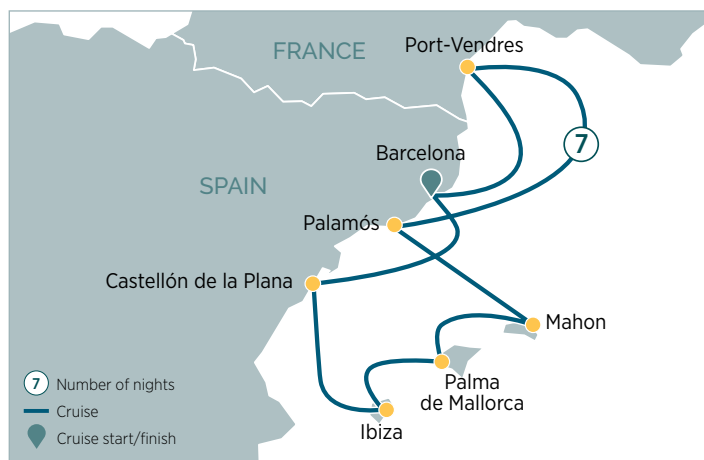 Port-Vendres
FRANCE
7
Barcelona
SPAIN
Palamós
Castellón de la Plana
Mahon
Palma
de Mallorca
Ibiza
7 Number of nights
Cruise
Cruise start/finish